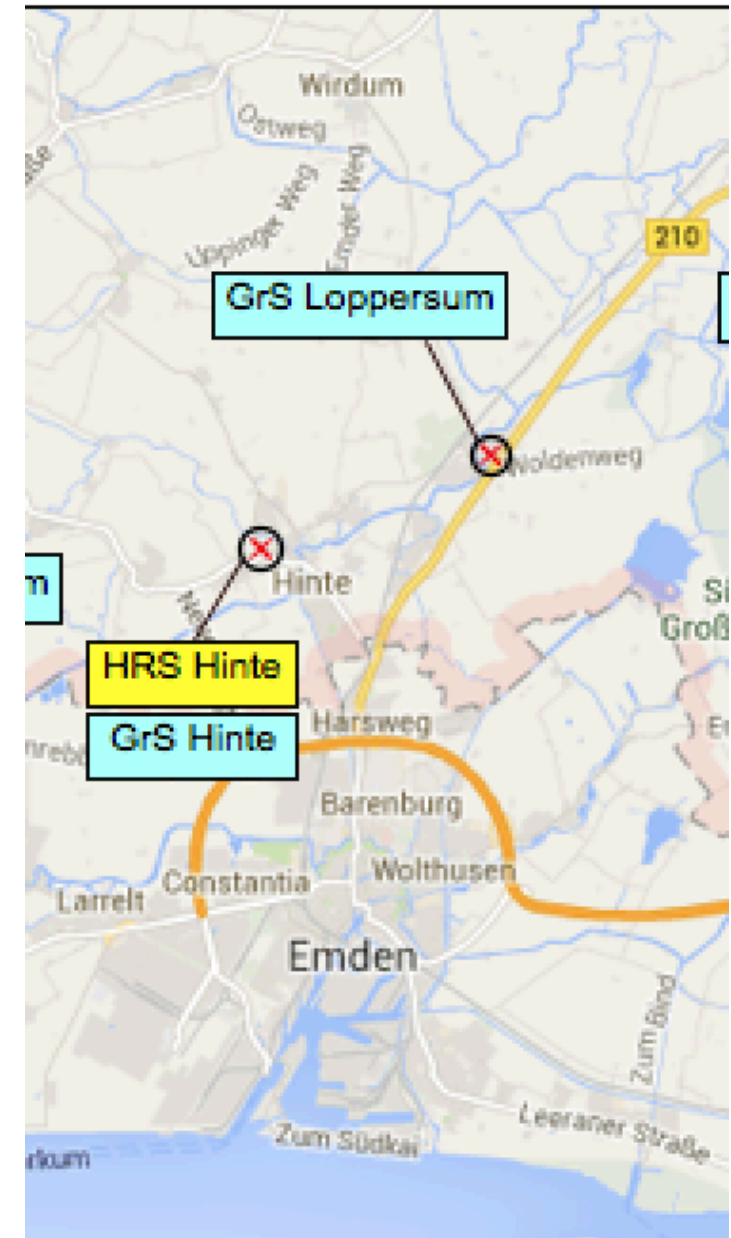 Wirdum
Ostweg
Uppinger Weg
Emder Weg
210
GrS Loppersum
Woldenweg
Hinte
HRS Hinte
GrS Hinte
Harsweg
Barenburg
Constantia
Wolthusen
Larrelt
Emden
Zum Bind
Leeraner Straße
Zum Südkai